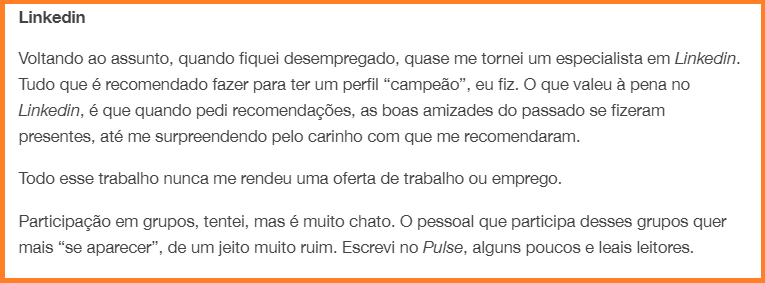 Linkedin
Voltando ao assunto, quando fiquei desempregado, quase me tornei um especialista em Linkedin.
Tudo que é recomendado fazer para ter um perfil “campeão”, eu fiz. O que valeu à pena no
Linkedin, é que quando pedi recomendações, as boas amizades do passado se fizeram
presentes, até me surpreendendo pelo carinho com que me recomendaram.
Todo esse trabalho nunca me rendeu uma oferta de trabalho ou emprego.
Participação em grupos, tentei, mas é muito chato. O pessoal que participa desses grupos quer
mais “se aparecer”, de um jeito muito ruim. Escrevi no Pulse, alguns poucos e leais leitores.